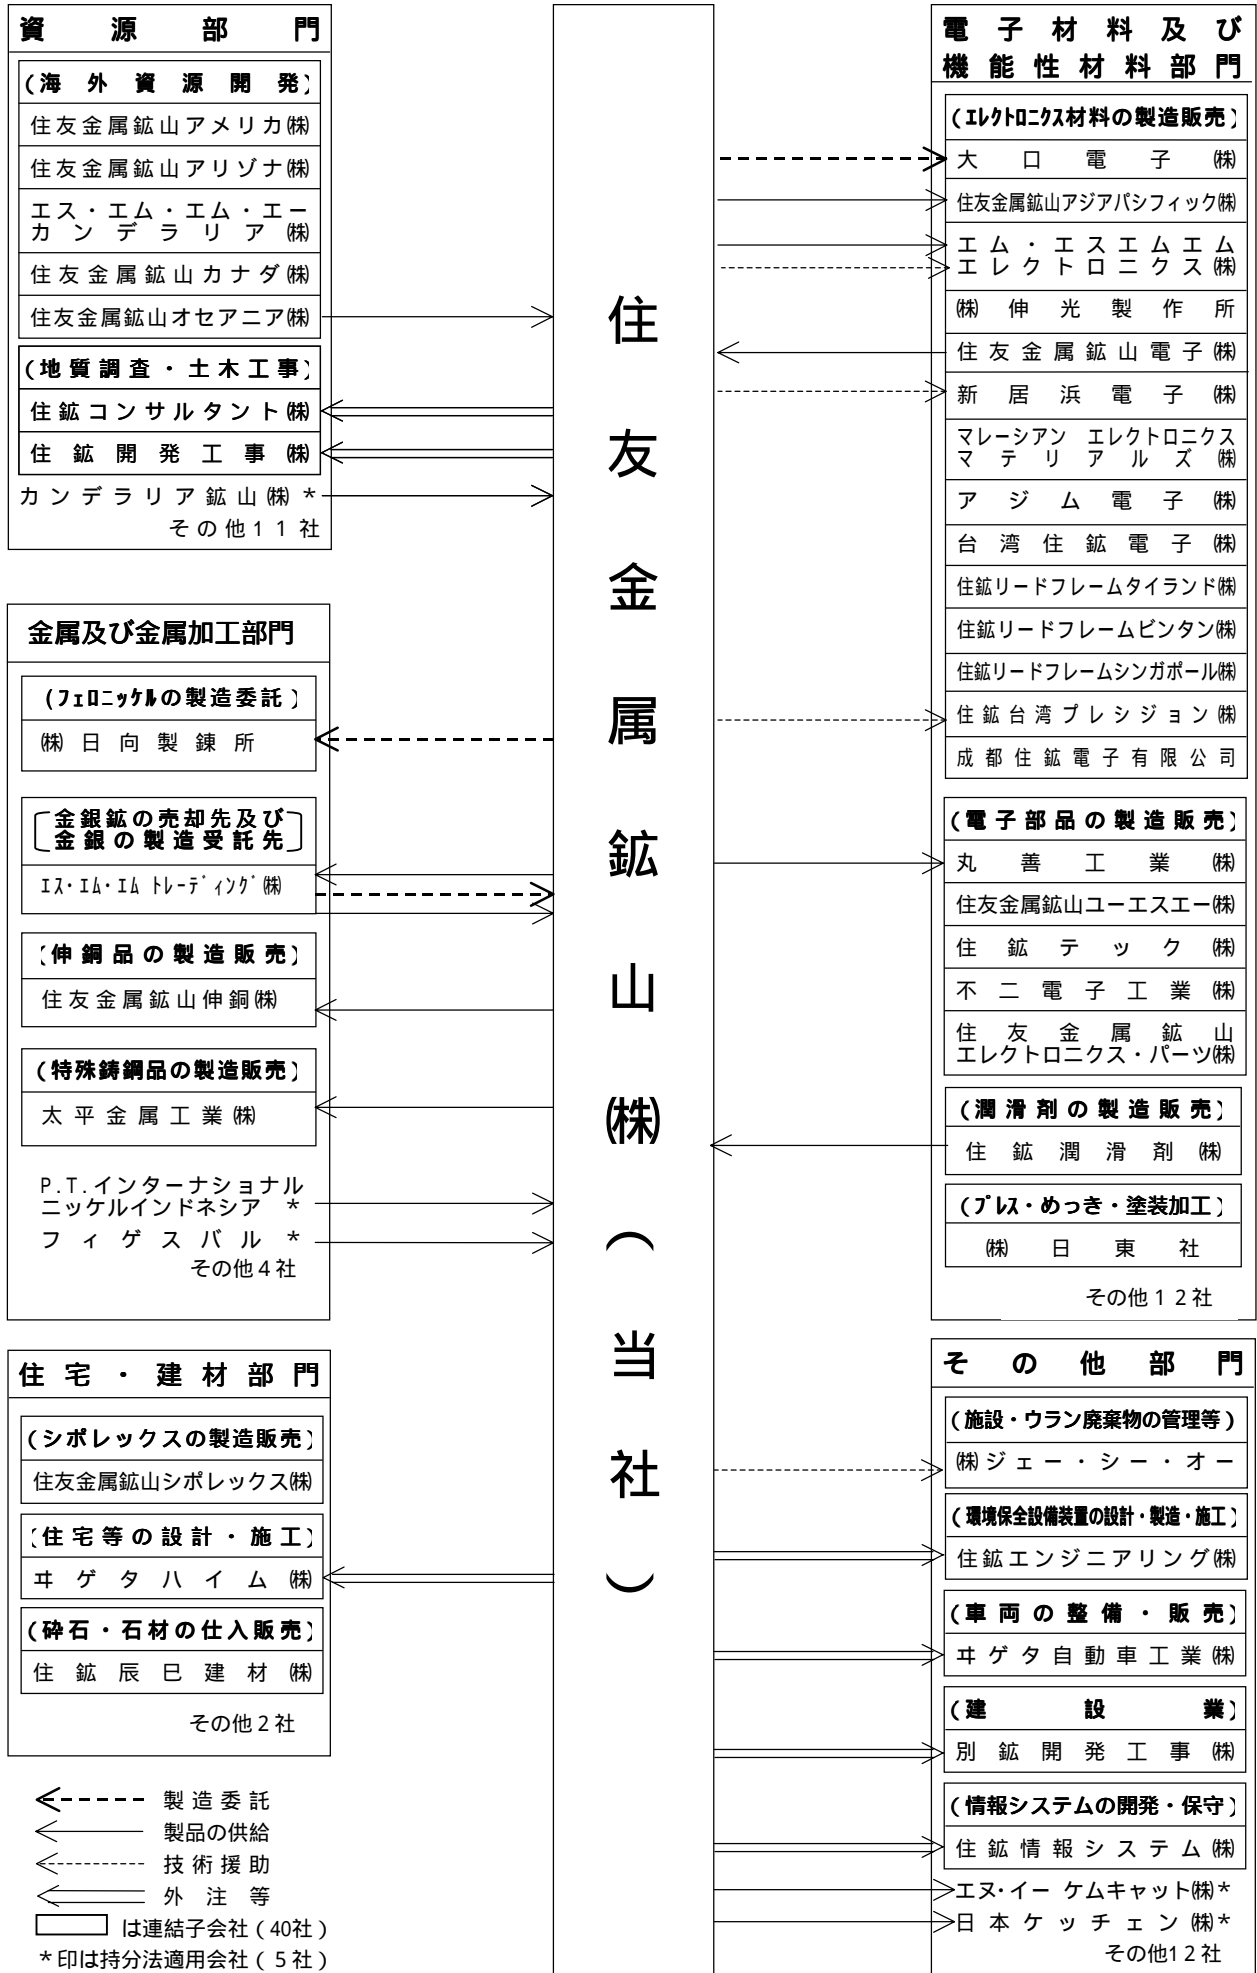 資源部門
(海外資源開発)
住友金属鉱山アメリカ㈱
住友金属鉱山アリゾナ㈱
エス・エム・エム・エー
カンデラリア㈱
住友金属鉱山カナダ㈱
住友金属鉱山オセアニア㈱
(地質調査・土木工事)
住鉱コンサルタント㈱
住鉱開発工事㈱
カンデラリア鉱山㈱*
その他11社
金属及び金属加工部門
(フェロニッケルの製造委託)
㈱日向製錬所
金銀鉱の売却先及び
金銀の製造受託先
エス・エム・エム トレーディング㈱
(伸銅品の製造販売)
住友金属鉱山伸銅㈱
(特殊鋳鋼品の製造販売)
太平金属工業㈱
P.T.インターナショナル
ニッケルインドネシア *
フィゲスバル*
その他4社
住宅・建材部門
(シポレックスの製造販売)
住友金属鉱山シポレックス㈱
(住宅等の設計・施工)
ヰゲタハイム㈱
(砕石・石材の仕入販売)
住鉱辰巳建材㈱
その他2社
製造委託
製品の供給
技術援助
外注等
は連結子会社(40社)
*印は持分法適用会社(5社)
住友金属鉱山㈱(当社)
電子材料及び
機能性材料部門
(エレクトロニクス材料の製造販売)
大口電子㈱
住友金属鉱山アジアパシフィック㈱
エム・エスエムエム
エレクトロニクス㈱
㈱伸光製作所
住友金属鉱山電子㈱
新居浜電子㈱
マレーシアン エレクトロニクス
マテリアルズ㈱
アジム電子㈱
台湾住鉱電子㈱
住鉱リードフレームタイランド㈱
住鉱リードフレームビンタン㈱
住鉱リードフレームシンガポール㈱
住鉱台湾プレシジョン㈱
成都住鉱電子有限公司
(電子部品の製造販売)
丸善工業㈱
住友金属鉱山ユーエスエー㈱
住鉱テック㈱
不二電子工業㈱
住友金属鉱山
エレクトロニクス・パーツ㈱
(潤滑剤の製造販売)
住鉱潤滑剤㈱
(プレス・めっき・塗装加工)
㈱日東社
その他12社
その他部門
(施設・ウラン廃棄物の管理等)
㈱ジェー・シー・オー
(環境保全設備装置の設計・製造・施工)
住鉱エンジニアリング㈱
(車両の整備・販売)
ヰゲタ自動車工業㈱
(建設業)
別鉱開発工事㈱
(情報システムの開発・保守)
住鉱情報システム㈱
エヌ・イー ケムキャット㈱*
日本ケッチェン㈱*
その他12社